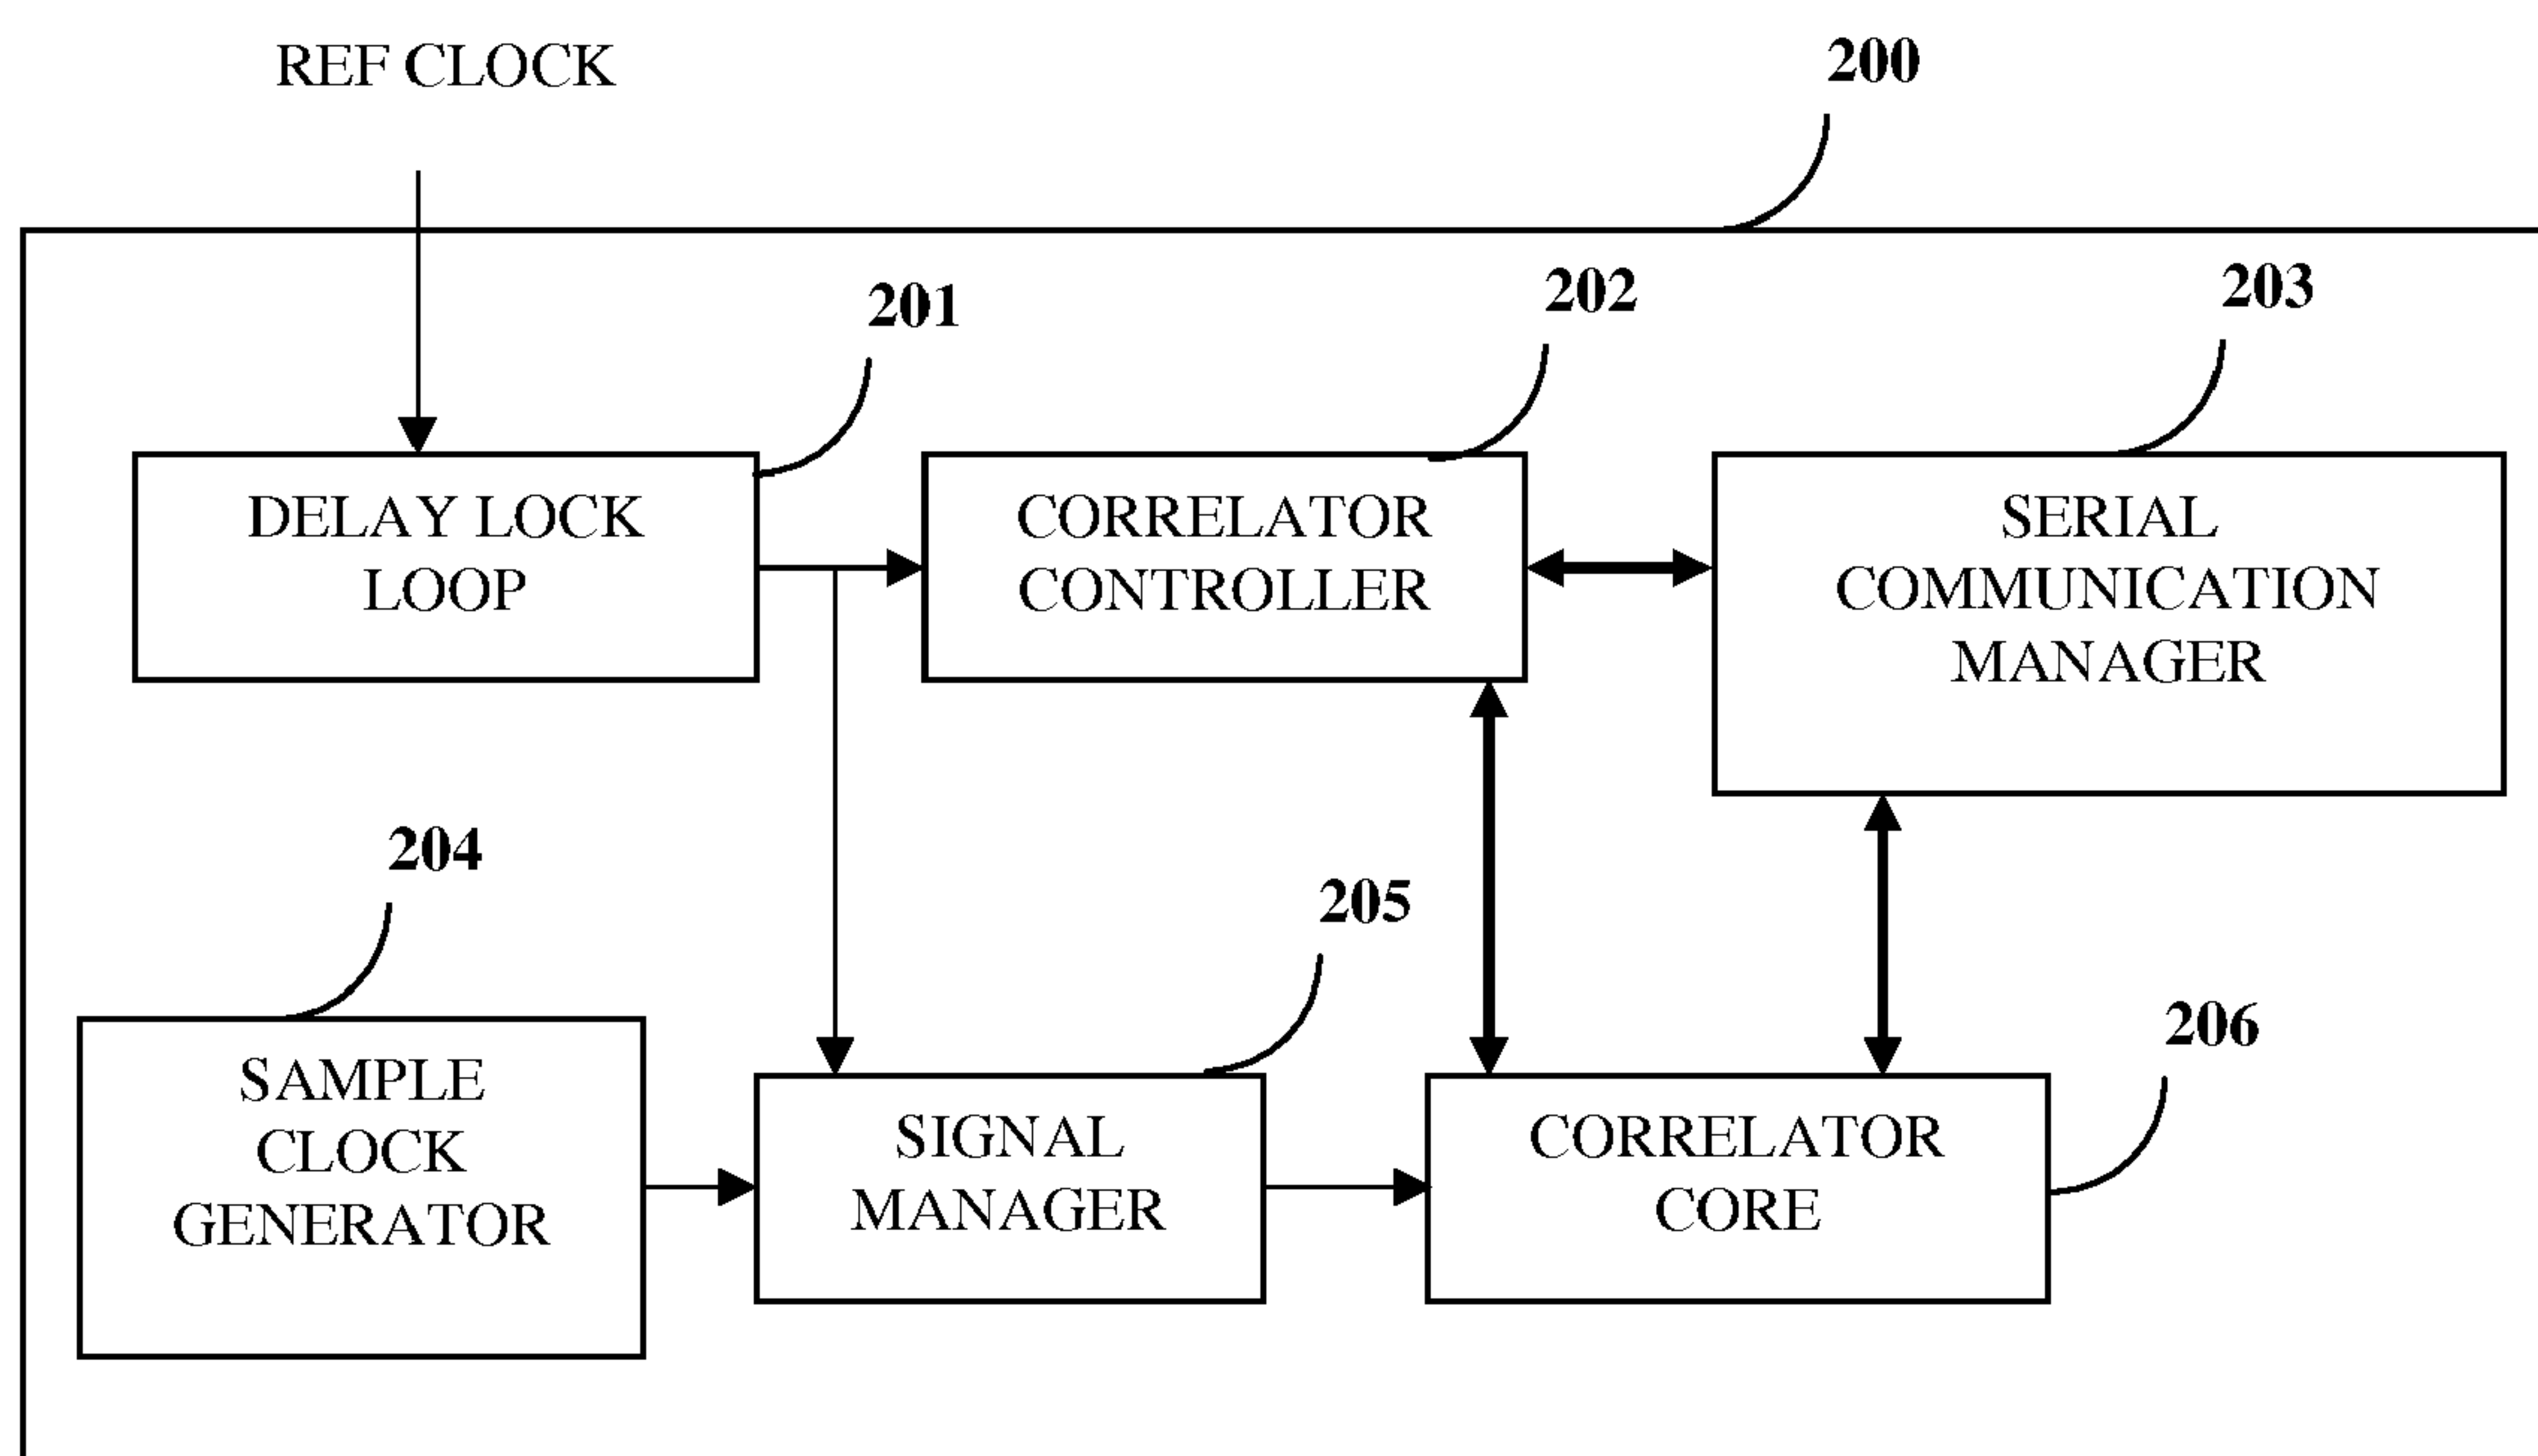 REF CLOCK
200
201
202
203
DELAY LOCK
LOOP
CORRELATOR
CONTROLLER
SERIAL
COMMUNICATION
MANAGER
204
205
206
SAMPLE
CLOCK
GENERATOR
SIGNAL
MANAGER
CORRELATOR
CORE